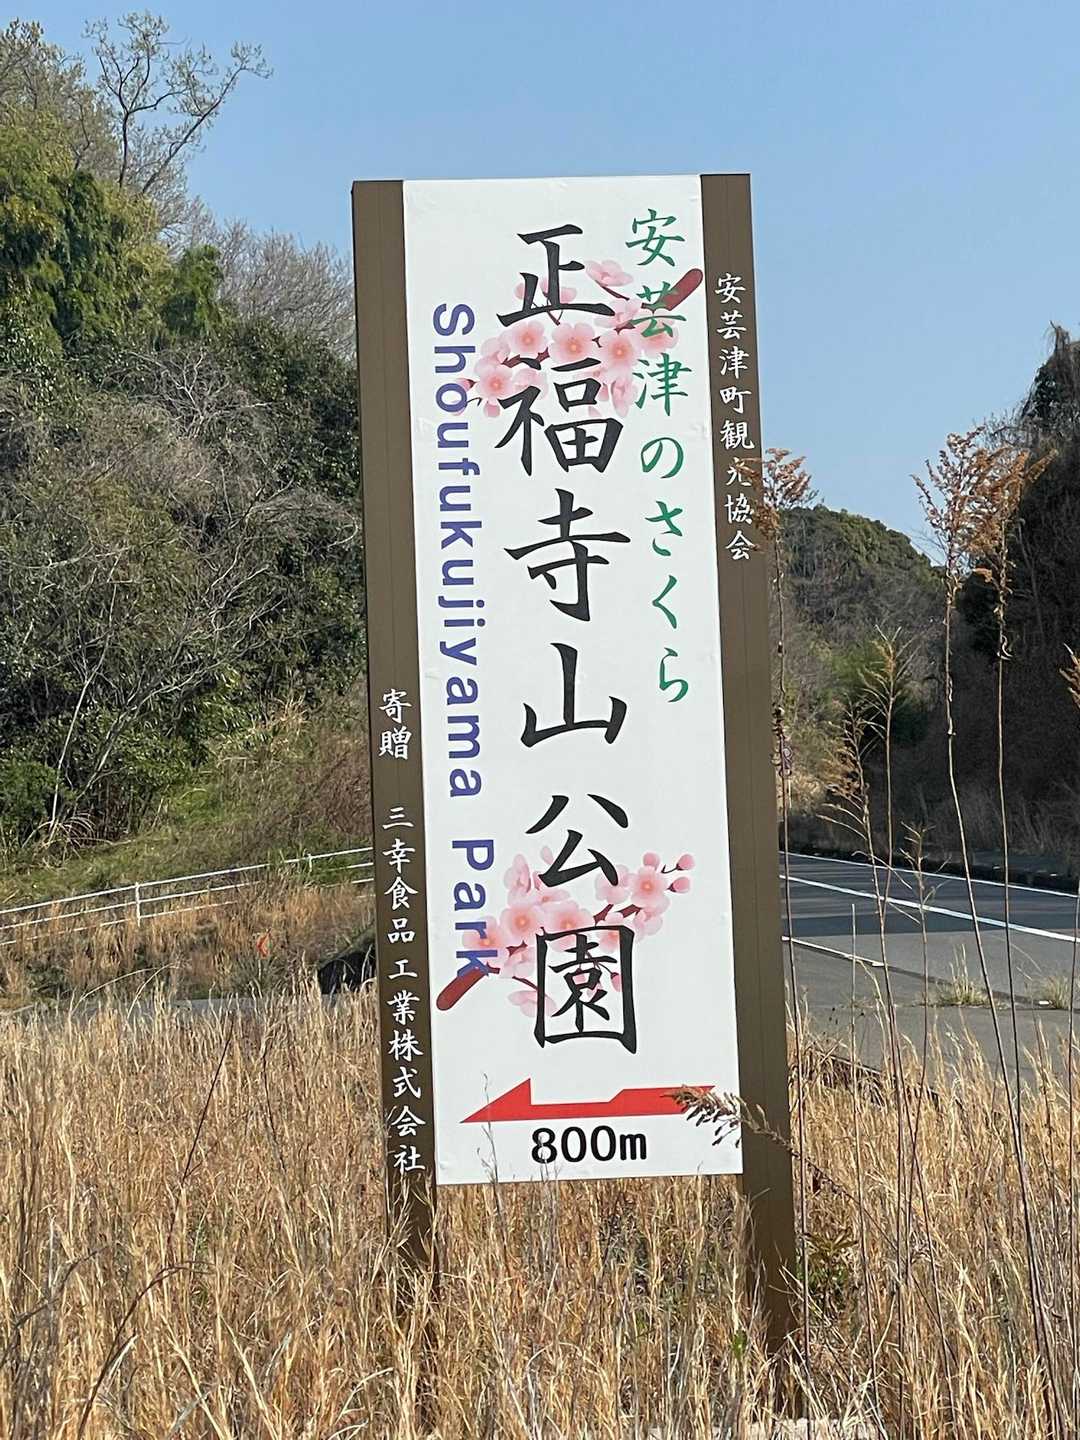 安芸津町観光協会
安芸津のさくら
正福寺山公園
Shoufukujiyama Park
800m
寄贈 三幸食品工業株式会社